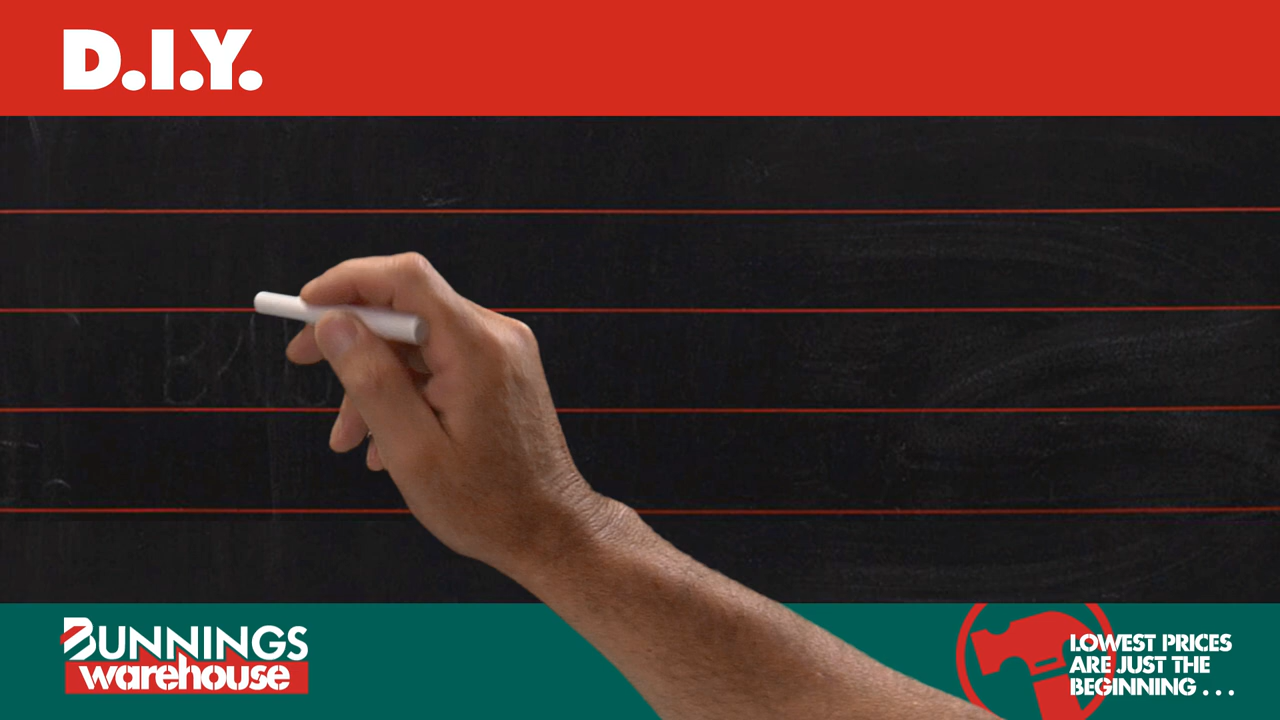 D.I.Y.
BUNNINGS
warehouse
LOWEST PRICES
ARE JUST THE
BEGINNING . . .